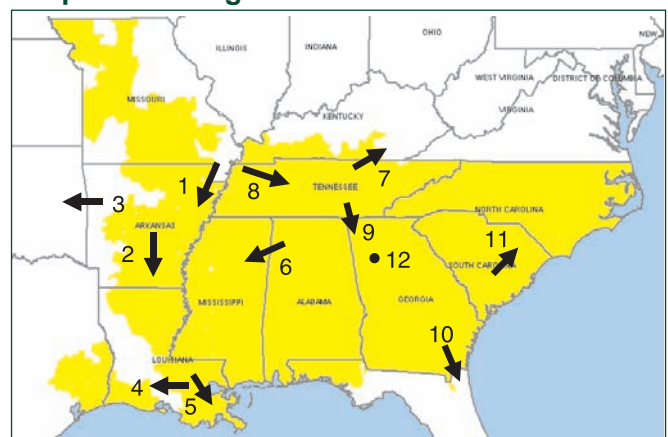 OHIO
NEW
ILLINOIS
INDIANA
WEST VIRGINIA
DISTRICT OF COLUMBIA
MISSOURI
VIRGINIA
KENTUCKY
1
8
7
TENNESSEE
3
NORTH CAROLINA
ARKANSAS
9
11
2
6
12
SOUTH CAROLINA
MISSISSIPPI
ALABAMA
GEORGIA
10
LOUISIANA
4
5